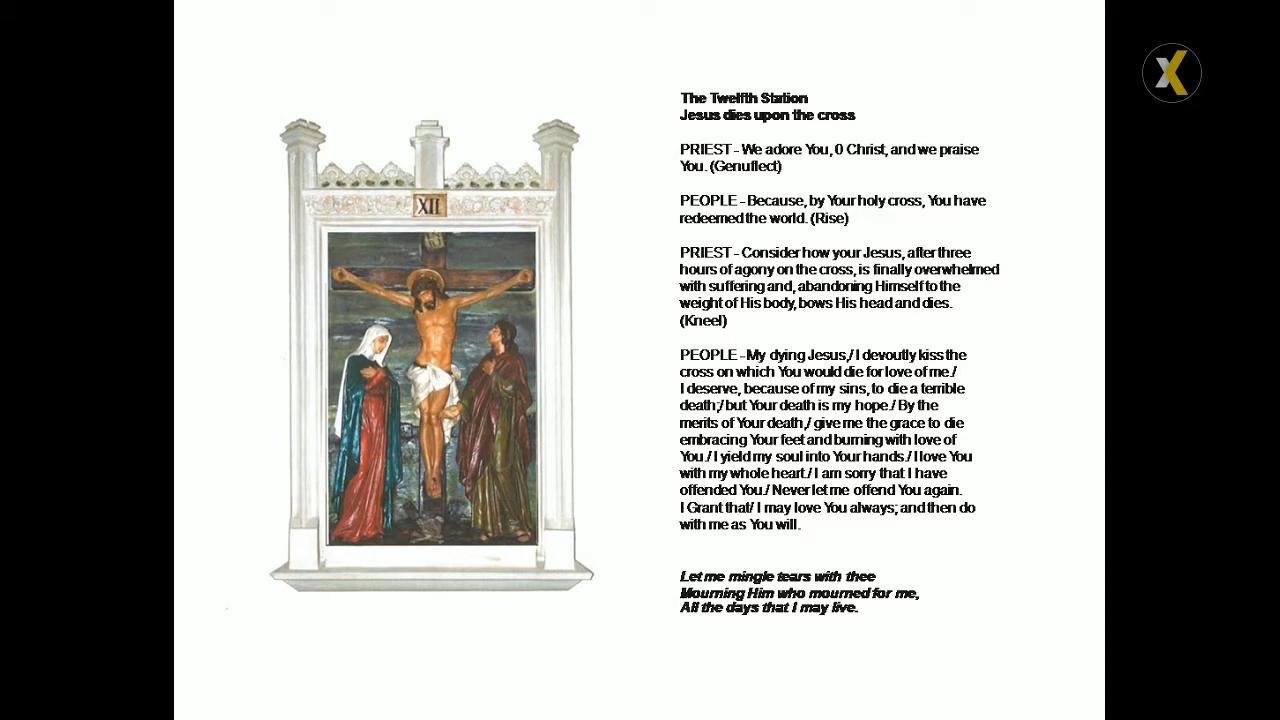 XII
The Twelfth Station
Jesus dies upon the cross
PRIEST - We adore You, 0 Christ, and we praise
You. (Genuflect)
PEOPLE - Because, by Your holy cross, You have
redeemed the world. (Rise)
PRIEST - Consider how your Jesus, after three
hours of agony on the cross, is finally overwhelmed
with suffering and, abandoning Himself to the
weight of His body, bows His head and dies.
(Kneel)
PEOPLE - My dying Jesus,/ I devoutly kiss the
cross on which You would die for love of me./
I deserve, because of my sins, to die a terrible
death;/ but Your death is my hope./ By the
merits of Your death,/ give me the grace to die
embracing Your feet and burning with love of
You./ I yield my soul into Your hands./ I love You
with my whole heart./ I am sorry that I have
offended You./ Never let me offend You again.
I Grant that/ I may love You always; and then do
with me as You will.
Let me mingle tears with thee
Mourning Him who mourned for me,
All the days that I may live.